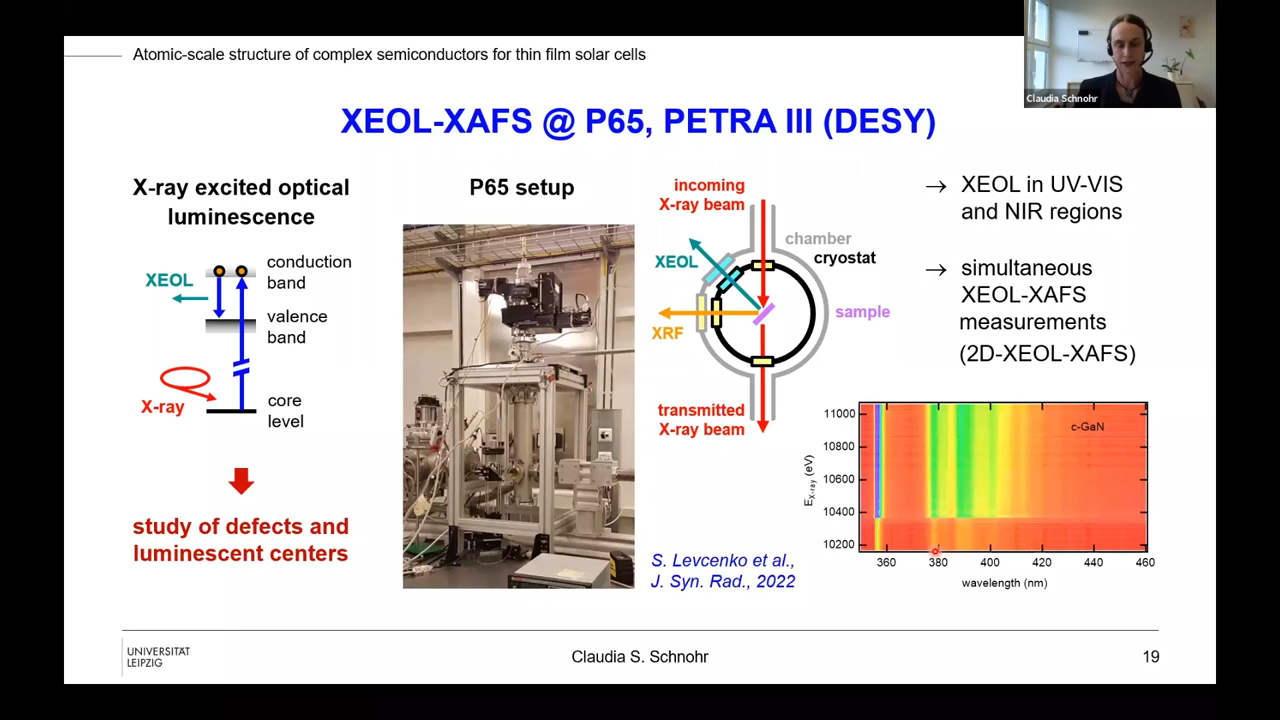 Atomic-scale structure of complex semiconductors for thin film solar cells
Claudia Schnohr
XEOL-XAFS @ P65, PETRA III (DESY)
X-ray excited optical
luminescence
XEOL
conduction
band
valence
band
X-ray
core
level
study of defects and
luminescent centers
P65 setup
incoming
X-ray beam
chamber
cryostat
XEOL
XRF
sample
transmitted
X-ray beam
S. Levcenko et al.,
J. Syn. Rad., 2022
→ XEOL in UV-VIS
and NIR regions
→ simultaneous
XEOL-XAFS
measurements
(2D-XEOL-XAFS)
c-GaN
E X-ray (eV)
11000
10800
10600
10400
10200
360 380 400 420 440 460
wavelength (nm)
UNIVERSITÄT
LEIPZIG
Claudia S. Schnohr
19